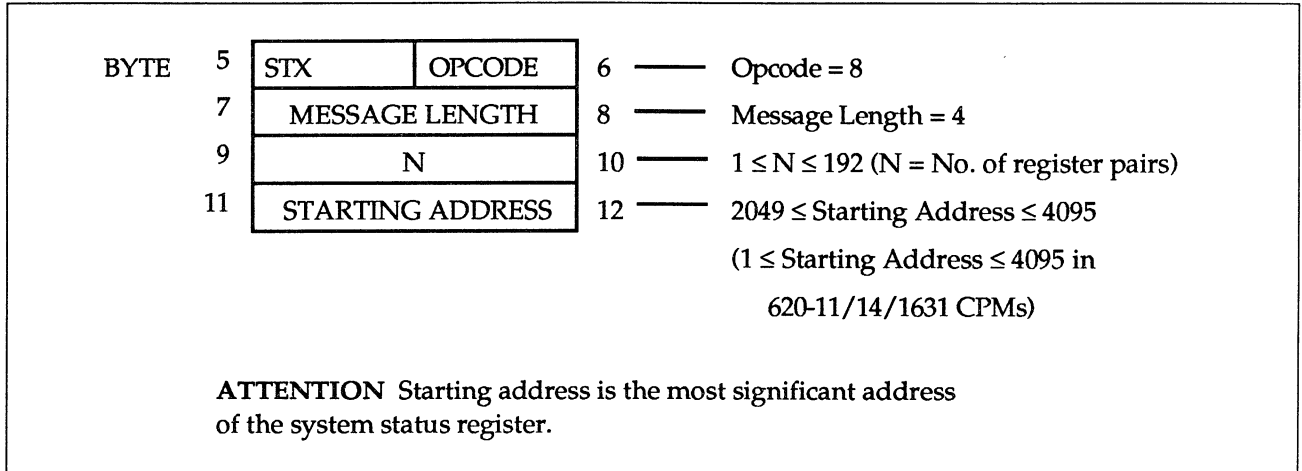 BYTE 5 STX OPCODE 6 Opcode = 8
7 MESSAGE LENGTH 8 Message Length = 4
9 N 10 1 ≤ N ≤ 192 (N = No. of register pairs)
11 STARTING ADDRESS 12 2049 ≤ Starting Address ≤ 4095
(1 ≤ Starting Address ≤ 4095 in
620-11/14/1631 CPMs)
ATTENTION Starting address is the most significant address
of the system status register.